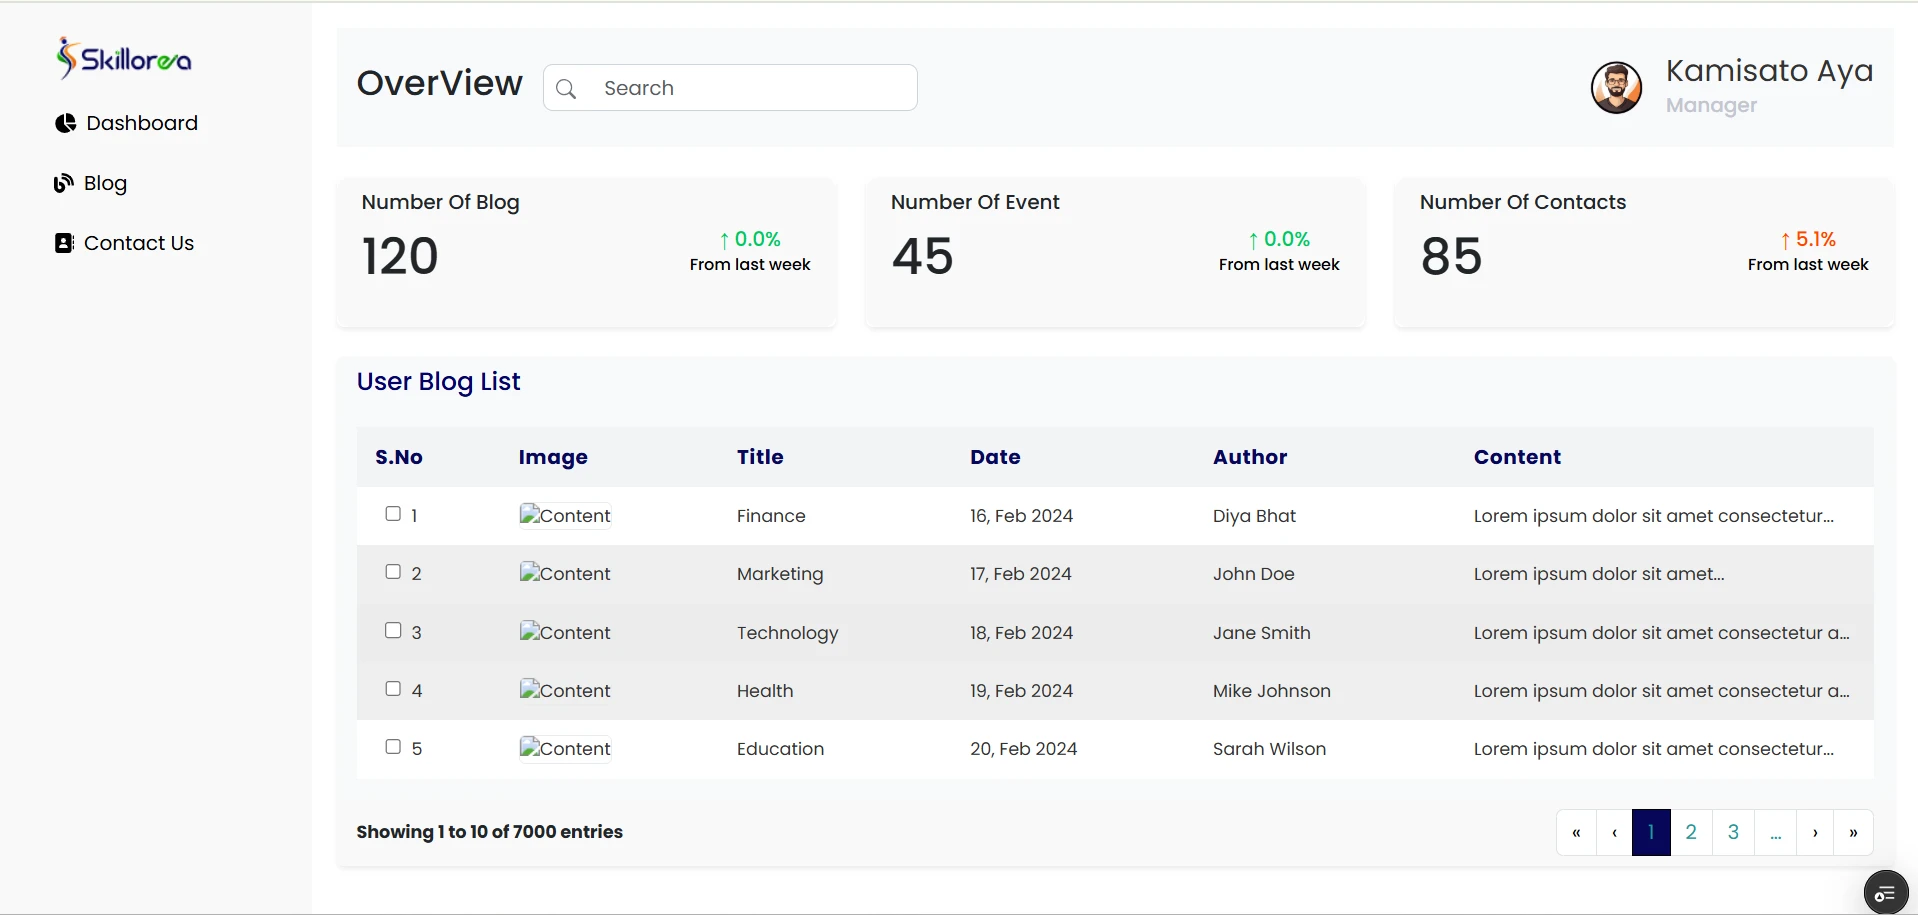 Skillorea
Dashboard
Blog
Contact Us
OverView
Search
Kamisato Aya
Manager
Number Of Blog
120
↑ 0.0%
From last week
Number Of Event
45
↑ 0.0%
From last week
Number Of Contacts
85
↑ 5.1%
From last week
User Blog List
S.No Image Title Date Author Content
1 Content Finance 16, Feb 2024 Diya Bhat Lorem ipsum dolor sit amet consectetur...
2 Content Marketing 17, Feb 2024 John Doe Lorem ipsum dolor sit amet...
3 Content Technology 18, Feb 2024 Jane Smith Lorem ipsum dolor sit amet consectetur a...
4 Content Health 19, Feb 2024 Mike Johnson Lorem ipsum dolor sit amet consectetur a...
5 Content Education 20, Feb 2024 Sarah Wilson Lorem ipsum dolor sit amet consectetur...
Showing 1 to 10 of 7000 entries
« ‹ 1 2 3 ... › »